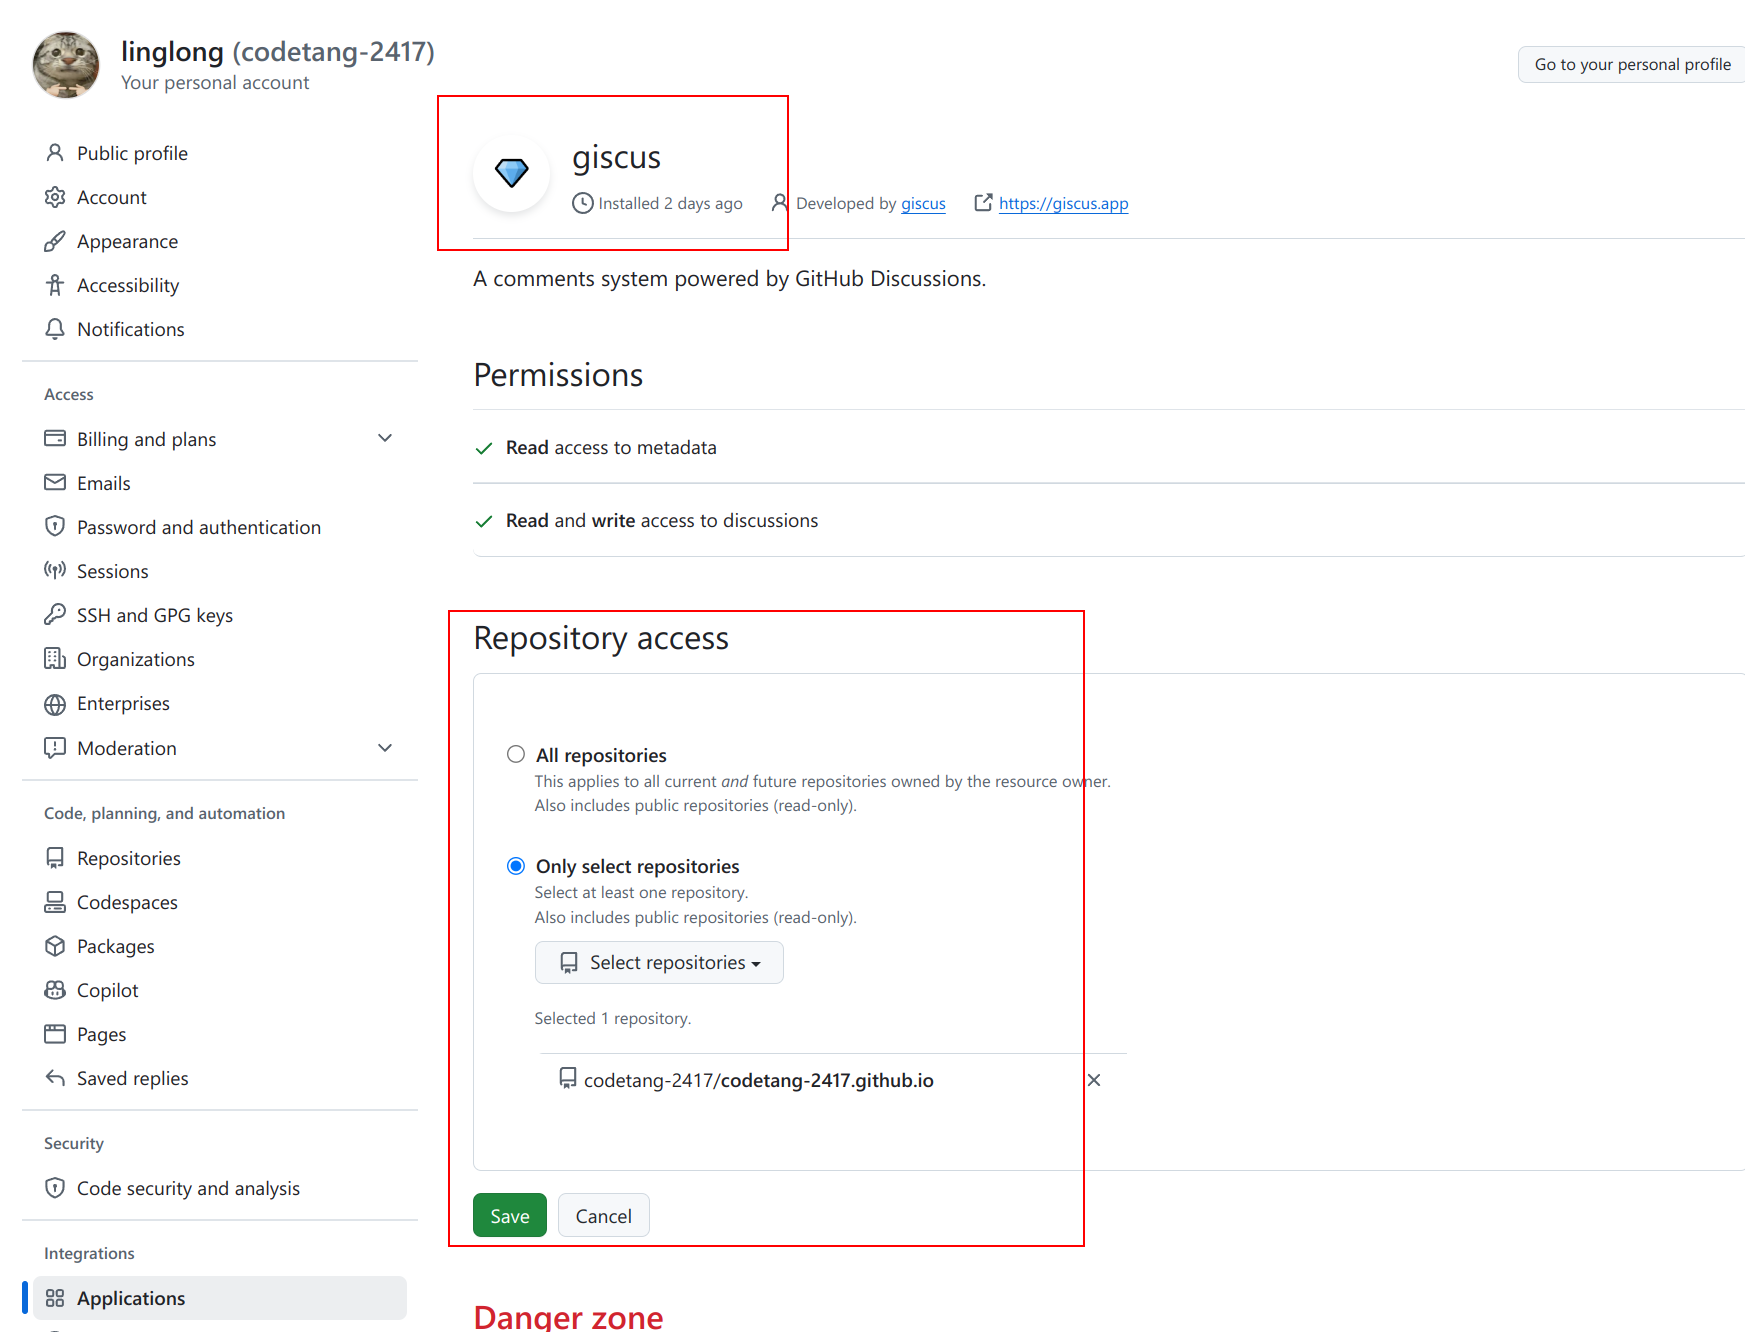 linglong (codetang-2417)
Your personal account
Go to your personal profile
Public profile
Account
Appearance
Accessibility
Notifications
Access
Billing and plans
Emails
Password and authentication
Sessions
SSH and GPG keys
Organizations
Enterprises
Moderation
Code, planning, and automation
Repositories
Codespaces
Packages
Copilot
Pages
Saved replies
Security
Code security and analysis
Integrations
Applications
giscus
Installed 2 days ago Developed by giscus https://giscus.app
A comments system powered by GitHub Discussions.
Permissions
Read access to metadata
Read and write access to discussions
Repository access
All repositories
This applies to all current and future repositories owned by the resource owner.
Also includes public repositories (read-only).
Only select repositories
Select at least one repository.
Also includes public repositories (read-only).
Select repositories
Selected 1 repository.
codetang-2417/codetang-2417.github.io
Save Cancel
Danger zone